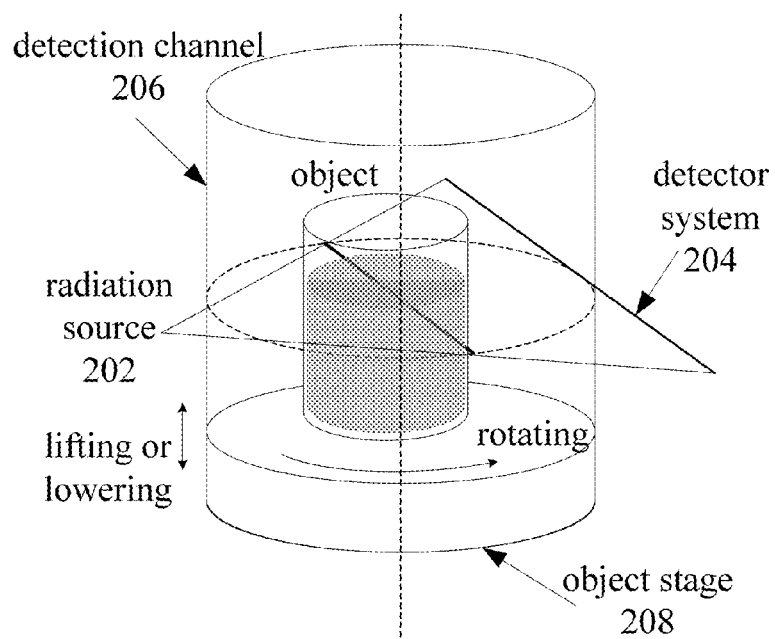 detection channel
206
object
detector
system
204
radiation
source
202
rotating
lifting or
lowering
object stage
208